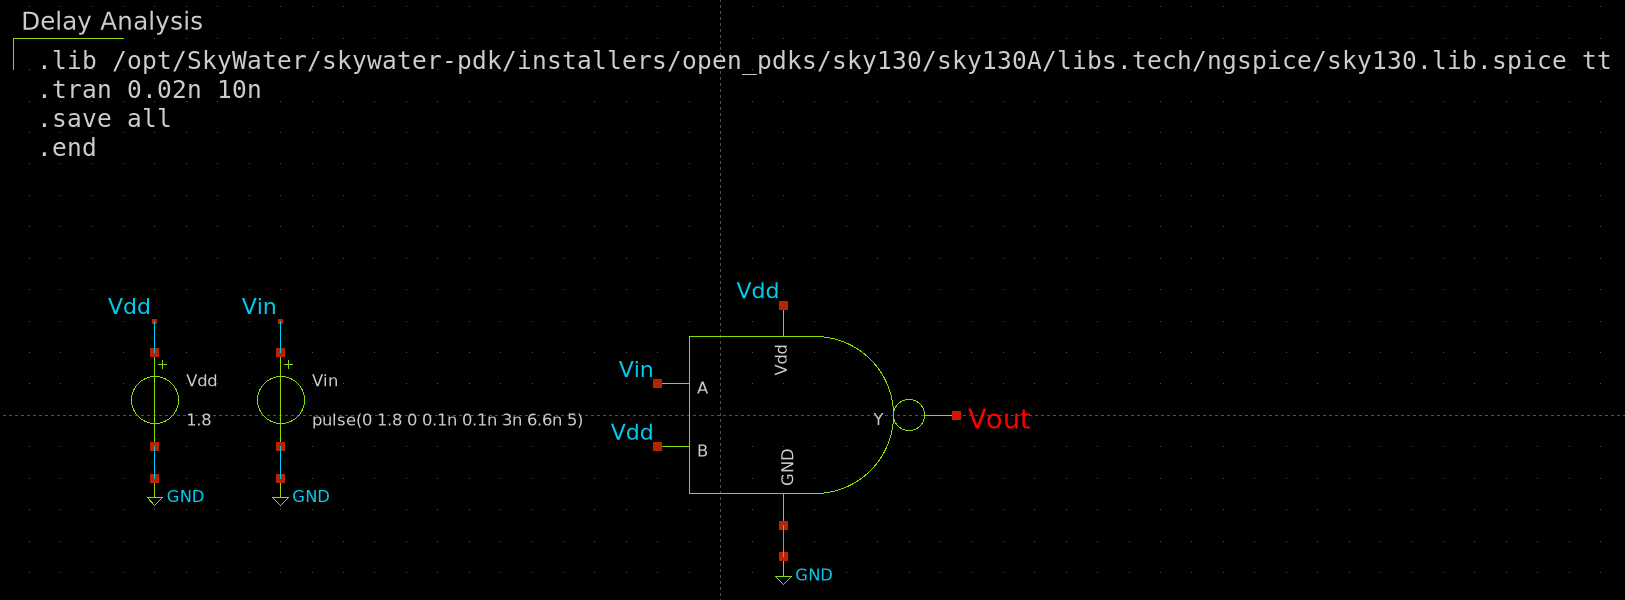 Delay Analysis
.lib /opt/SkyWater/skywater-pdk/installers/open_pdks/sky130/sky130A/libs.tech/ngspice/sky130.lib.spice tt
.tran 0.02n 10n
.save all
.end
Vdd
Vdd
Vin
+
+
Vdd
Vin
Vin
A
Vdd
1.8
pulse(0 1.8 0 0.1n 0.1n 3n 6.6n 5)
Y
Vout
Vdd
B
GND
GND
GND
GND